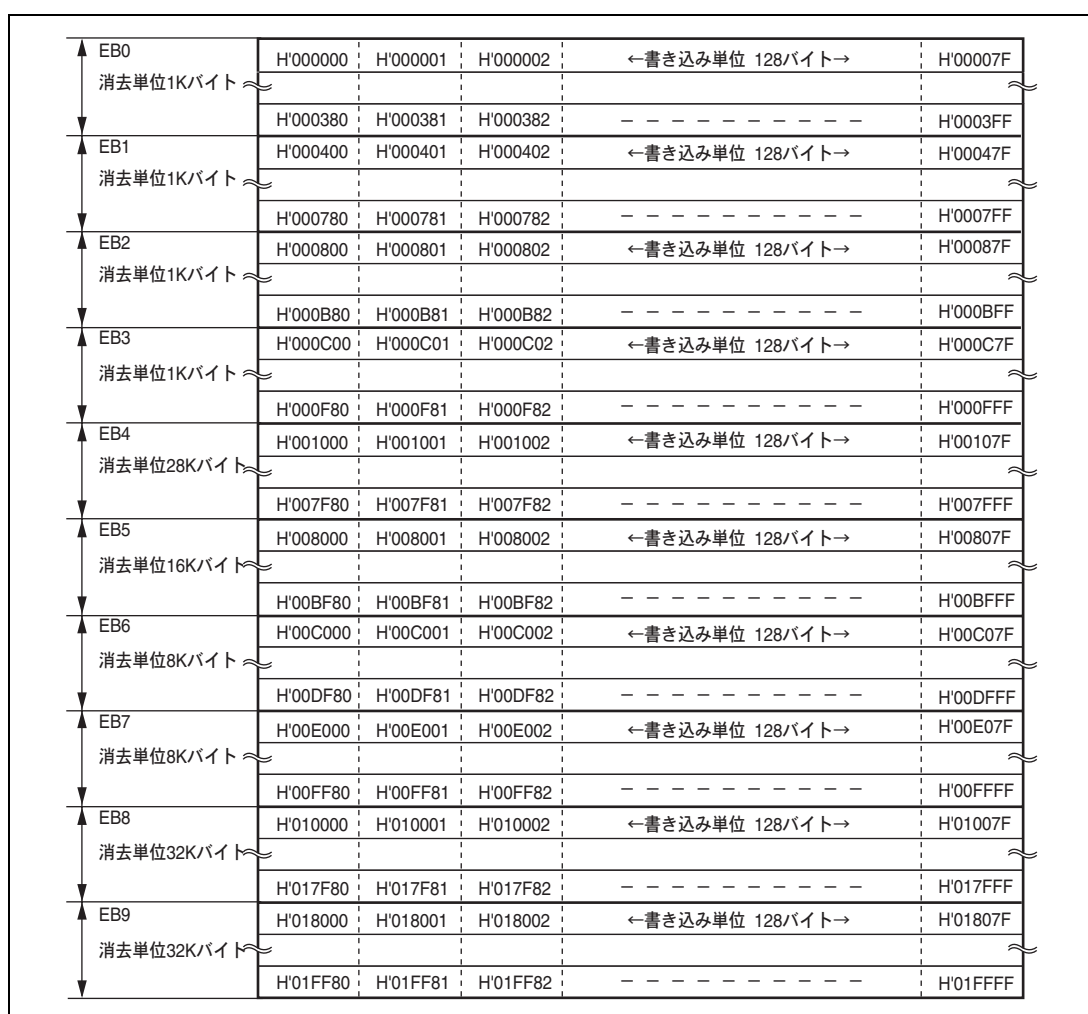 EB0
消去単位1Kバイト
H'000000 H'000001 H'000002 ←書き込み単位 128バイト→ H'00007F
H'000380 H'000381 H'000382 － － － － － － － － － － H'0003FF
EB1
消去単位1Kバイト
H'000400 H'000401 H'000402 ←書き込み単位 128バイト→ H'00047F
H'000780 H'000781 H'000782 － － － － － － － － － － H'0007FF
EB2
消去単位1Kバイト
H'000800 H'000801 H'000802 ←書き込み単位 128バイト→ H'00087F
H'000B80 H'000B81 H'000B82 － － － － － － － － － － H'000BFF
EB3
消去単位1Kバイト
H'000C00 H'000C01 H'000C02 ←書き込み単位 128バイト→ H'000C7F
H'000F80 H'000F81 H'000F82 － － － － － － － － － － H'000FFF
EB4
消去単位28Kバイト
H'001000 H'001001 H'001002 ←書き込み単位 128バイト→ H'00107F
H'007F80 H'007F81 H'007F82 － － － － － － － － － － H'007FFF
EB5
消去単位16Kバイト
H'008000 H'008001 H'008002 ←書き込み単位 128バイト→ H'00807F
H'00BF80 H'00BF81 H'00BF82 － － － － － － － － － － H'00BFFF
EB6
消去単位8Kバイト
H'00C000 H'00C001 H'00C002 ←書き込み単位 128バイト→ H'00C07F
H'00DF80 H'00DF81 H'00DF82 － － － － － － － － － － H'00DFFF
EB7
消去単位8Kバイト
H'00E000 H'00E001 H'00E002 ←書き込み単位 128バイト→ H'00E07F
H'00FF80 H'00FF81 H'00FF82 － － － － － － － － － － H'00FFFF
EB8
消去単位32Kバイト
H'010000 H'010001 H'010002 ←書き込み単位 128バイト→ H'01007F
H'017F80 H'017F81 H'017F82 － － － － － － － － － － H'017FFF
EB9
消去単位32Kバイト
H'018000 H'018001 H'018002 ←書き込み単位 128バイト→ H'01807F
H'01FF80 H'01FF81 H'01FF82 － － － － － － － － － － H'01FFFF